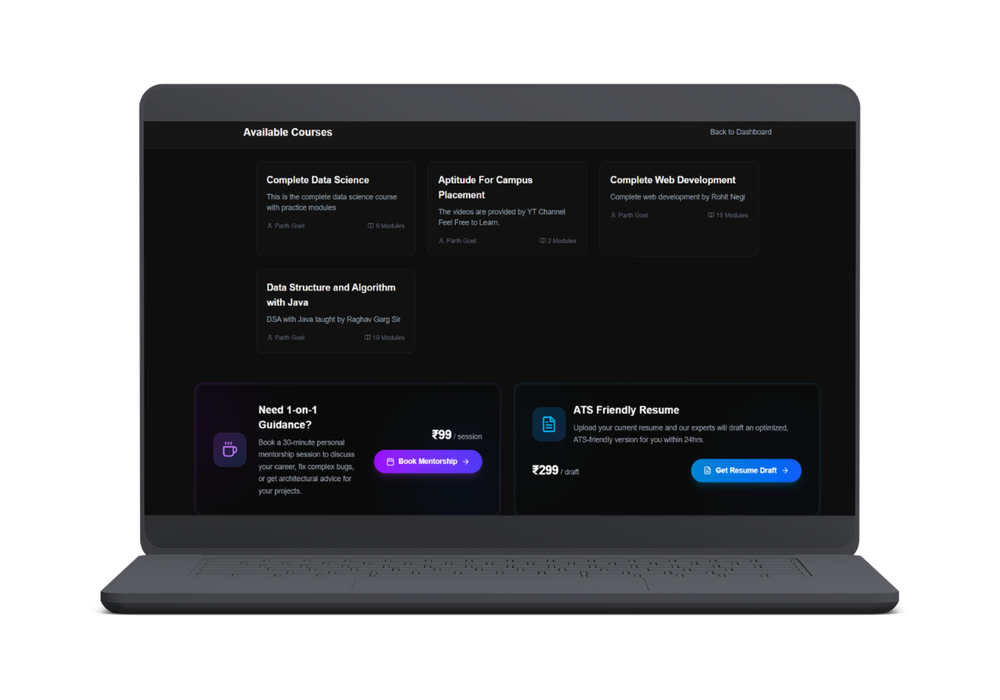 Available Courses
Back to Dashboard
Complete Data Science
This is the complete data science course
with practice modules
Parth Goel
6 Modules
Aptitude For Campus
Placement
The videos are provided by YT Channel
Feel Free to Learn.
Parth Goel
2 Modules
Complete Web Development
Complete web development by Rohit Negi
Parth Goel
15 Modules
Data Structure and Algorithm
with Java
DSA with Java taught by Raghav Garg Sir
Parth Goel
19 Modules
Need 1-on-1
Guidance?
Book a 30-minute personal
mentorship session to discuss
your career, fix complex bugs,
or get architectural advice for
your projects.
₹99 / session
Book Mentorship →
ATS Friendly Resume
Upload your current resume and our experts will draft an optimized,
ATS-friendly version for you within 24hrs.
₹299 / draft
Get Resume Draft →